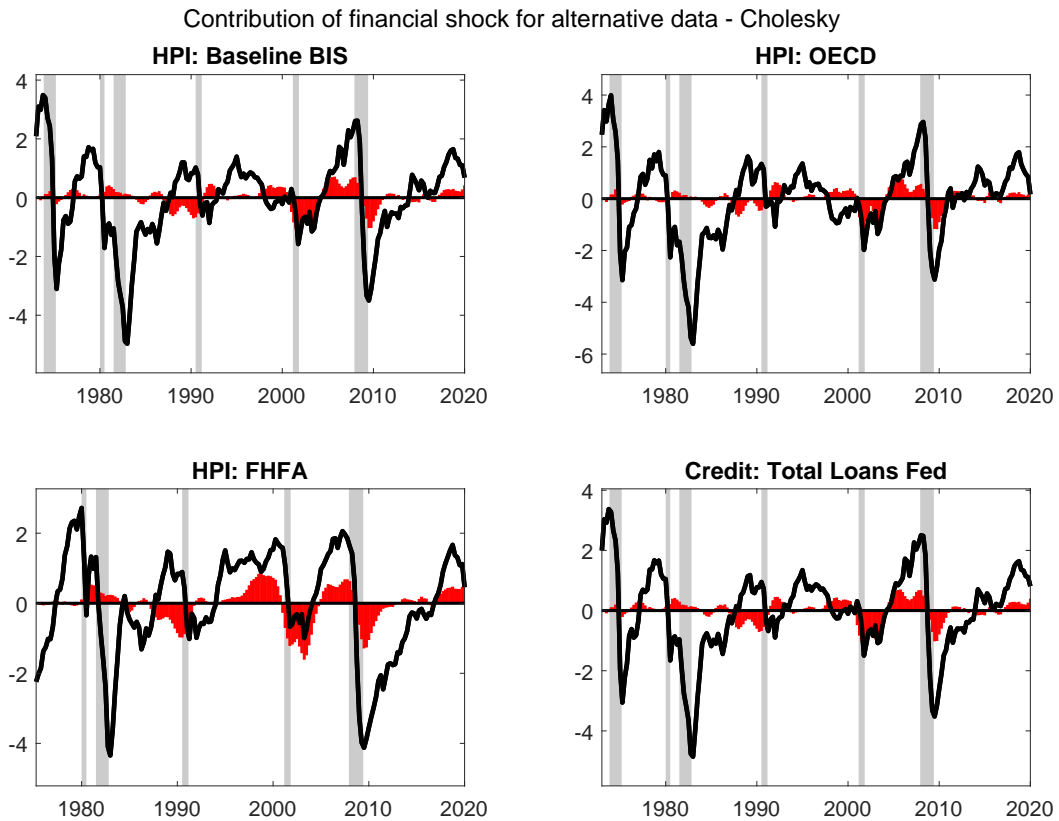 Contribution of financial shock for alternative data - Cholesky
HPI: Baseline BIS
4
2
0
-2
-4
1980 1990 2000 2010 2020
HPI: OECD
4
2
0
-2
-4
-6
1980 1990 2000 2010 2020
HPI: FHFA
2
0
-2
-4
1980 1990 2000 2010 2020
Credit: Total Loans Fed
4
2
0
-2
-4
1980 1990 2000 2010 2020